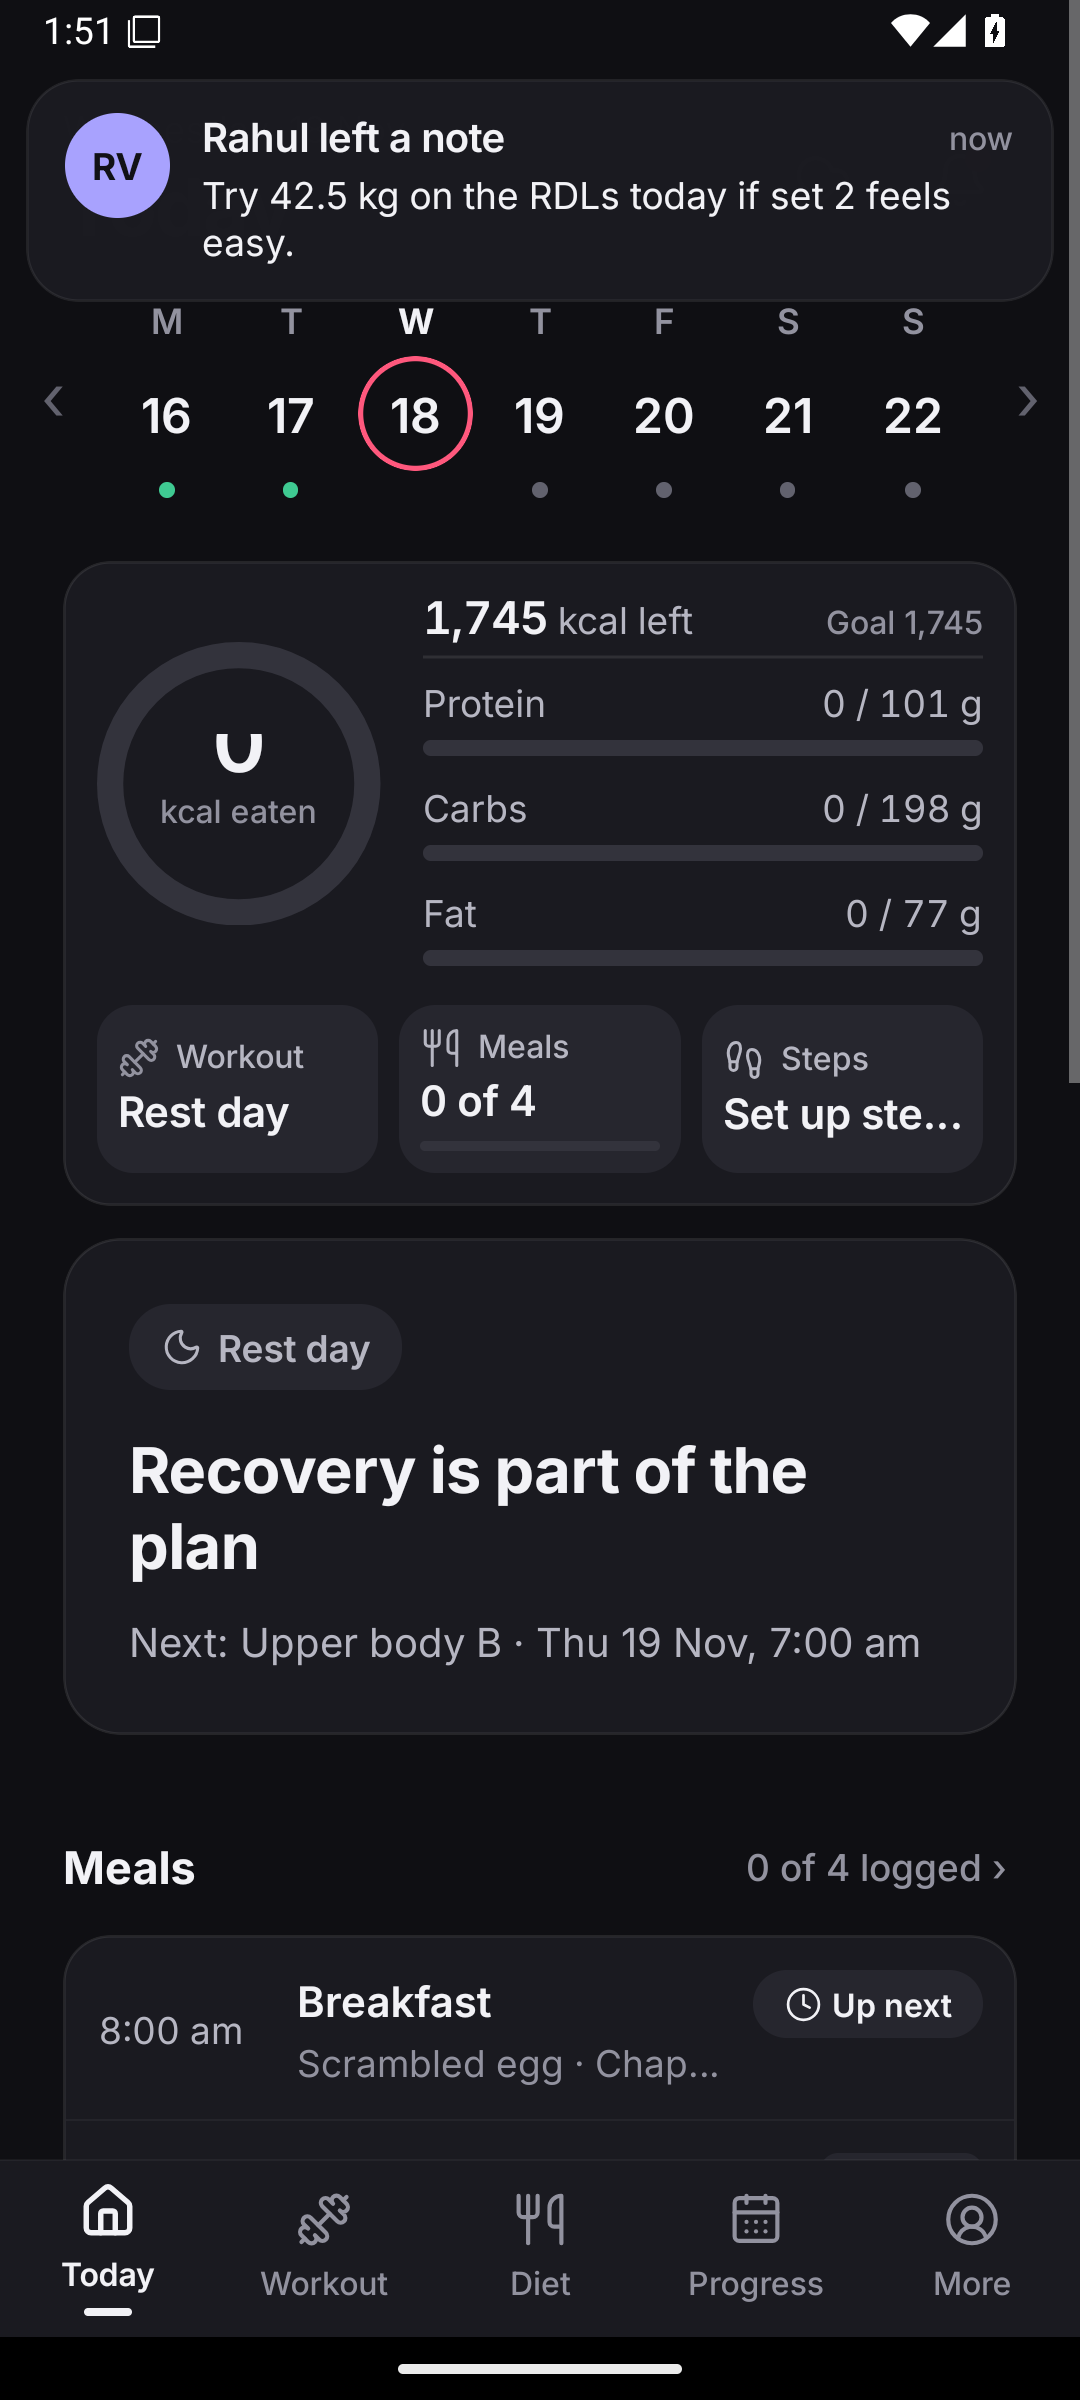 1:51
RV
Rahul left a note
now
Try 42.5 kg on the RDLs today if set 2 feels
easy.
M T W T F S S
‹ 16 17 18 19 20 21 22 ›
1,745 kcal left
Goal 1,745
0
kcal eaten
Protein 0 / 101 g
Carbs 0 / 198 g
Fat 0 / 77 g
Workout
Rest day
Meals
0 of 4
Steps
Set up ste...
Rest day
Recovery is part of the
plan
Next: Upper body B · Thu 19 Nov, 7:00 am
Meals
0 of 4 logged ›
8:00 am
Breakfast
Up next
Scrambled egg · Chap...
Today
Workout
Diet
Progress
More